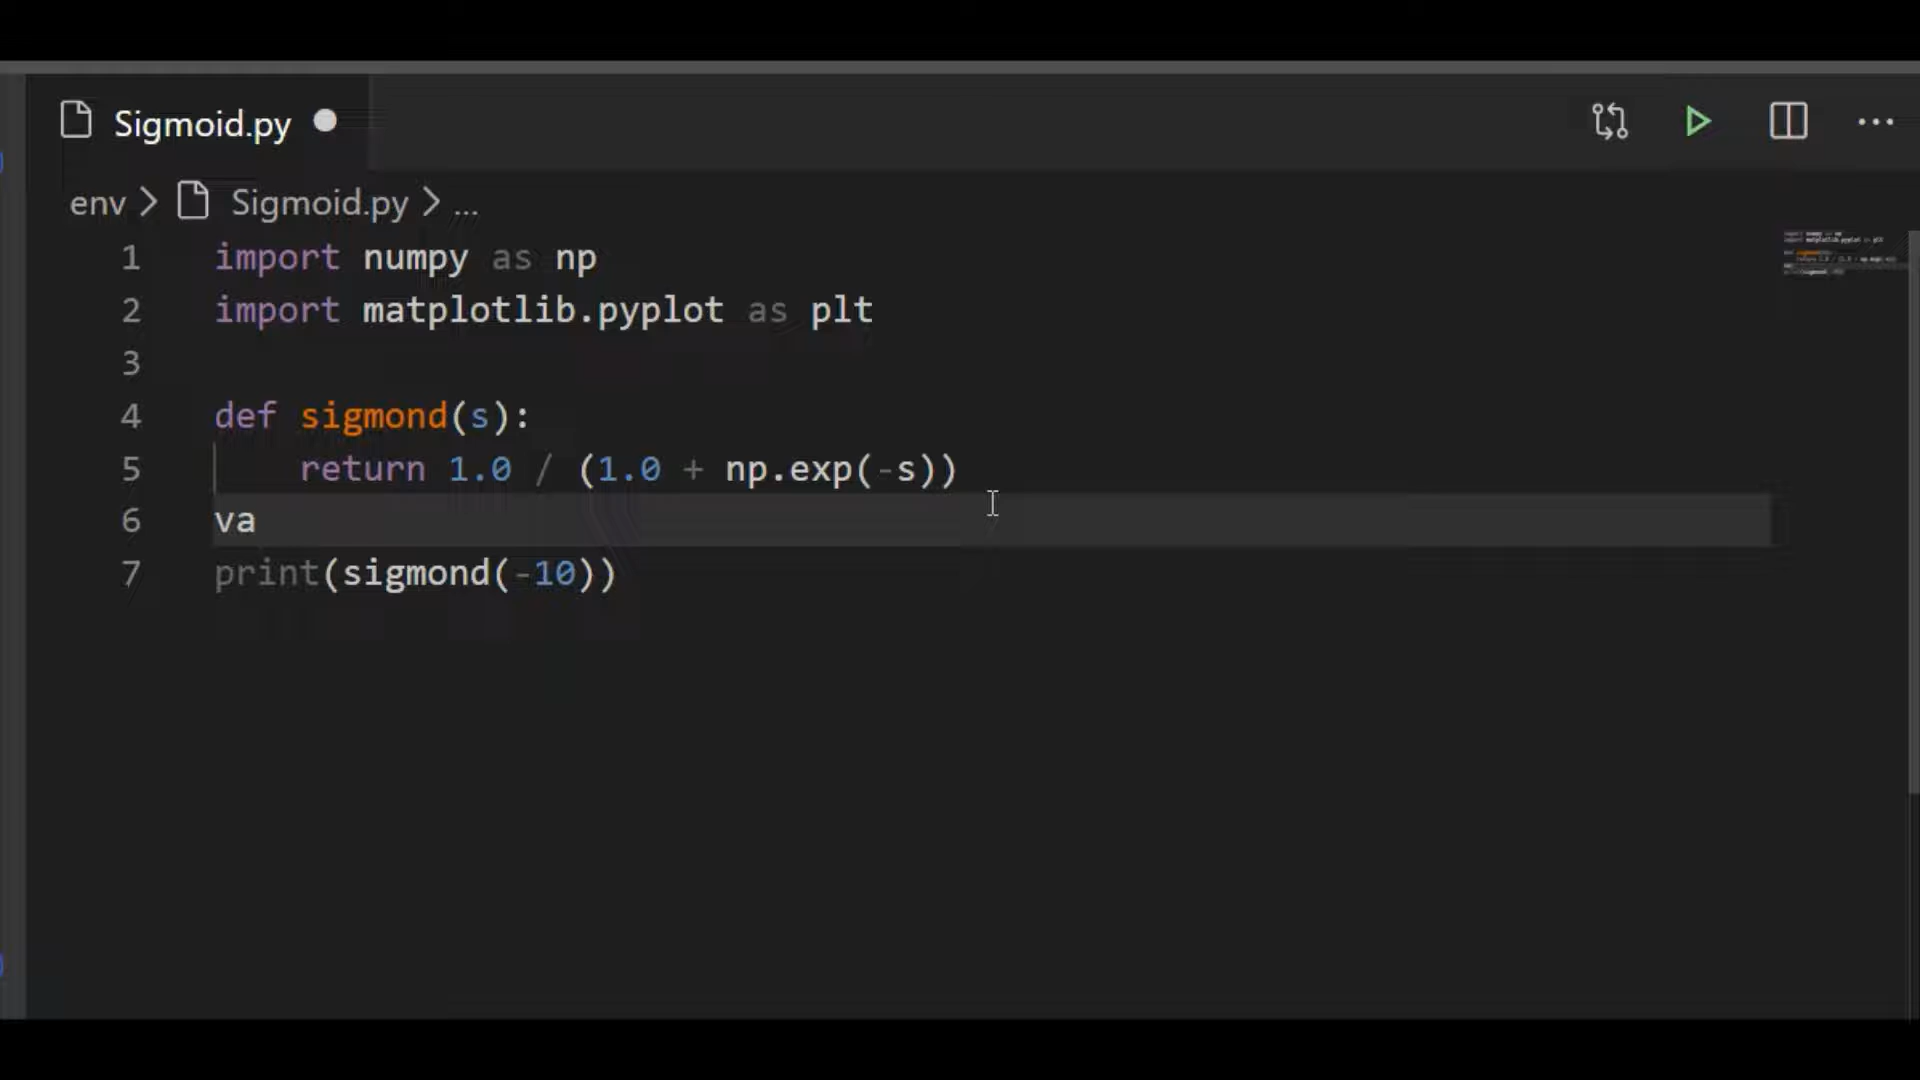 Sigmoid.py
env > Sigmoid.py > ...
1 import numpy as np
2 import matplotlib.pyplot as plt
3
4 def sigmond(s):
5     return 1.0 / (1.0 + np.exp(-s))
6 va
7 print(sigmond(-10))